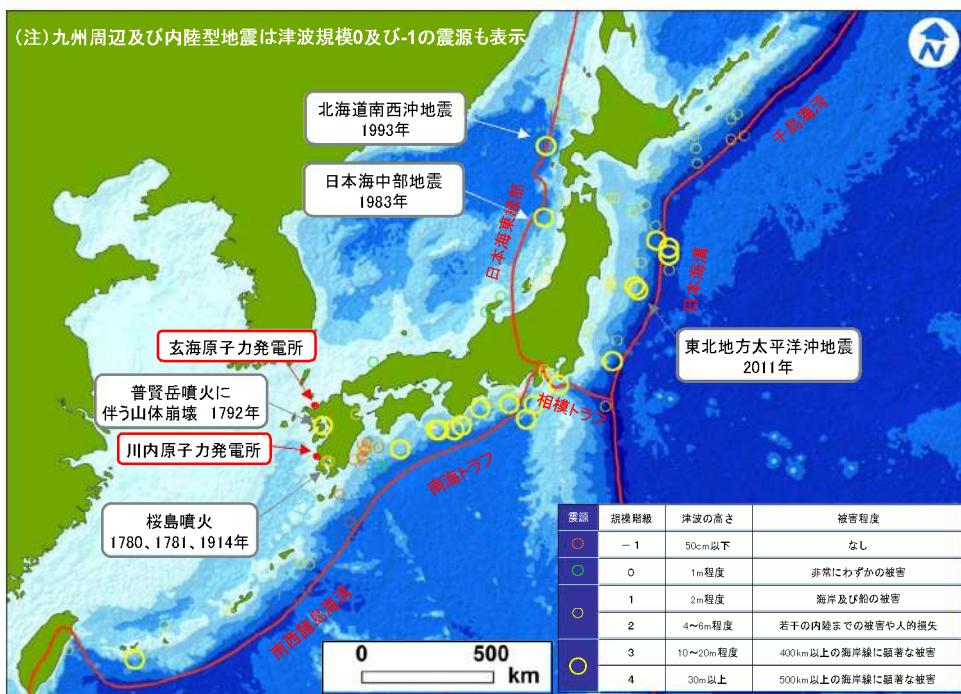 (注)九州周辺及び内陸型地震は津波規模0及び-1の震源も表示
N
北海道南西沖地震
1993年
日本海中部地震
1983年
千島海溝
日本海東縁部
日本海溝
東北地方太平洋沖地震
2011年
玄海原子力発電所
普賢岳噴火に
伴う山体崩壊 1792年
川内原子力発電所
桜島噴火
1780、1781、1914年
相模トラフ
南海トラフ
南西諸島海溝
0 500
km
震源 規模階級 津波の高さ 被害程度
-1 50cm以下 なし
0 1m程度 非常にわずかの被害
1 2m程度 海岸及び船の被害
2 4~6m程度 若干の内陸までの被害や人的損失
3 10~20m程度 400km以上の海岸線に顕著な被害
4 30m以上 500km以上の海岸線に顕著な被害